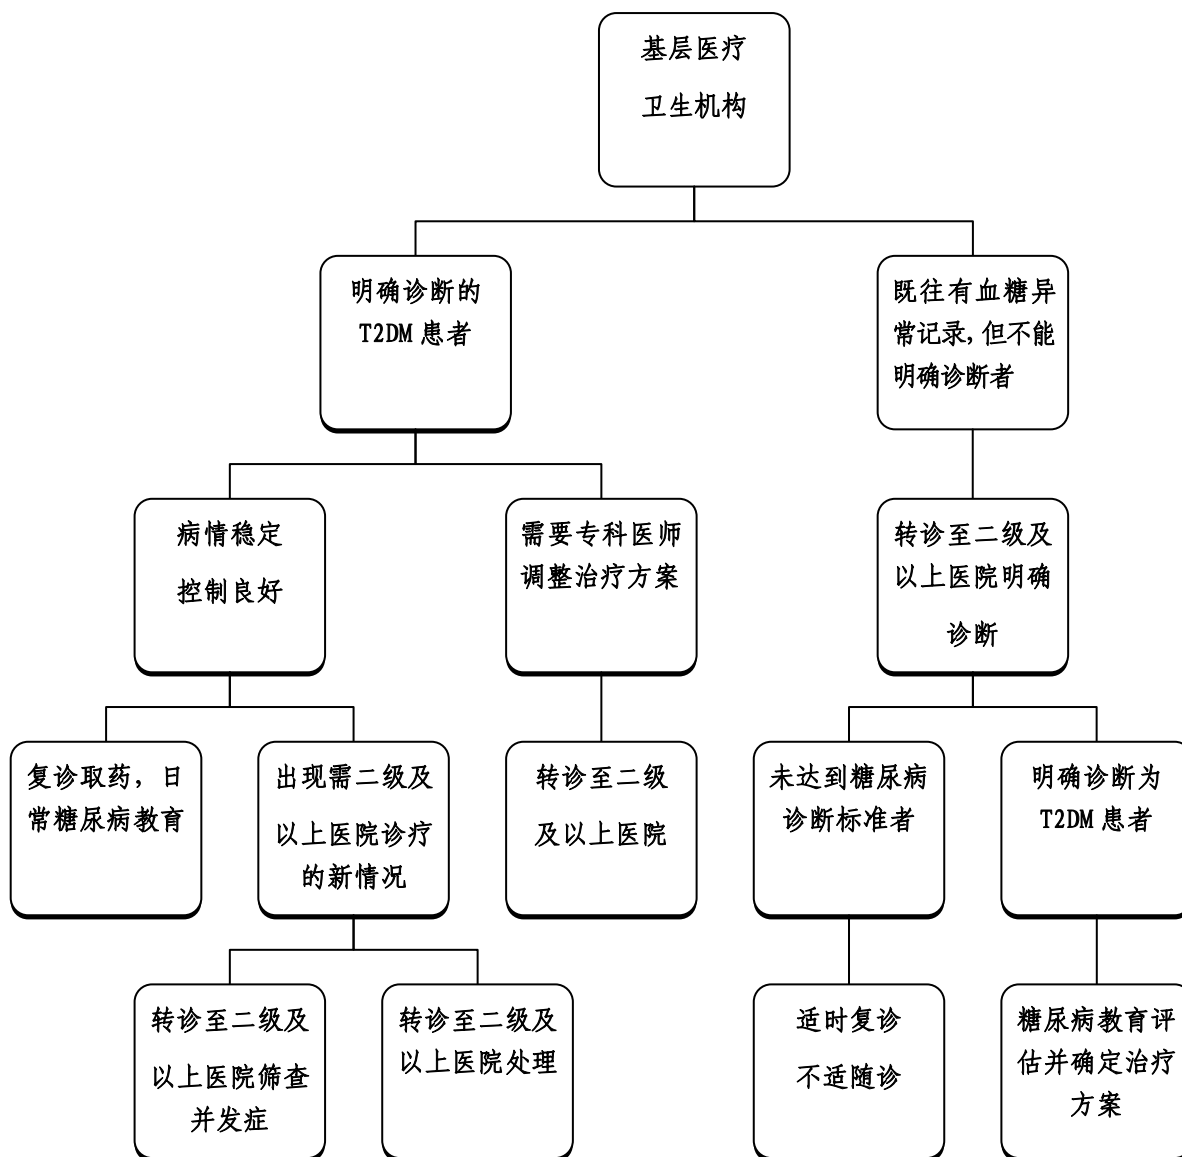 基层医疗
卫生机构
明确诊断的
T2DM 患者
既往有血糖异
常记录,但不能
明确诊断者
病情稳定
控制良好
需要专科医师
调整治疗方案
转诊至二级及
以上医院明确
诊断
复诊取药，日
常糖尿病教育
出现需二级及
以上医院诊疗
的新情况
转诊至二级
及以上医院
未达到糖尿病
诊断标准者
明确诊断为
T2DM 患者
转诊至二级及
以上医院筛查
并发症
转诊至二级及
以上医院处理
适时复诊
不适随诊
糖尿病教育评
估并确定治疗
方案